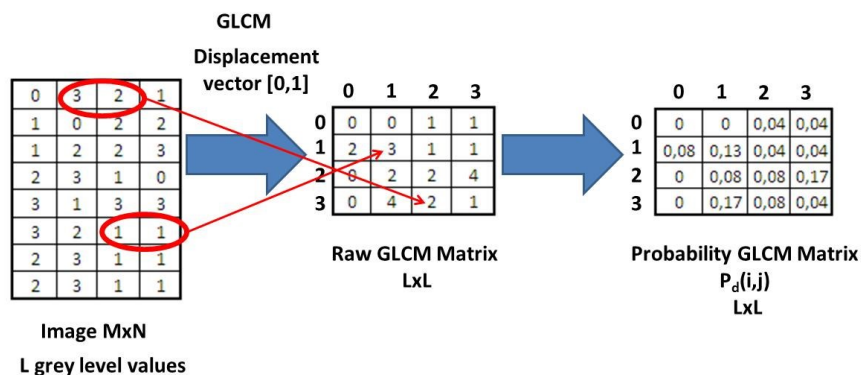 GLCM
Displacement
vector [0,1]
0 3 2 1
1 0 2 2
1 2 2 3
2 3 1 0
3 1 3 3
3 2 1 1
2 3 1 1
2 3 1 1
Image MxN
L grey level values
0 1 2 3
0 0 0 1 1
1 2 3 1 1
2 0 2 2 4
3 0 4 2 1
Raw GLCM Matrix
LxL
0 1 2 3
0 0 0 0,04 0,04
1 0,08 0,13 0,04 0,04
2 0 0,08 0,08 0,17
3 0 0,17 0,08 0,04
Probability GLCM Matrix
Pd(i,j)
LxL